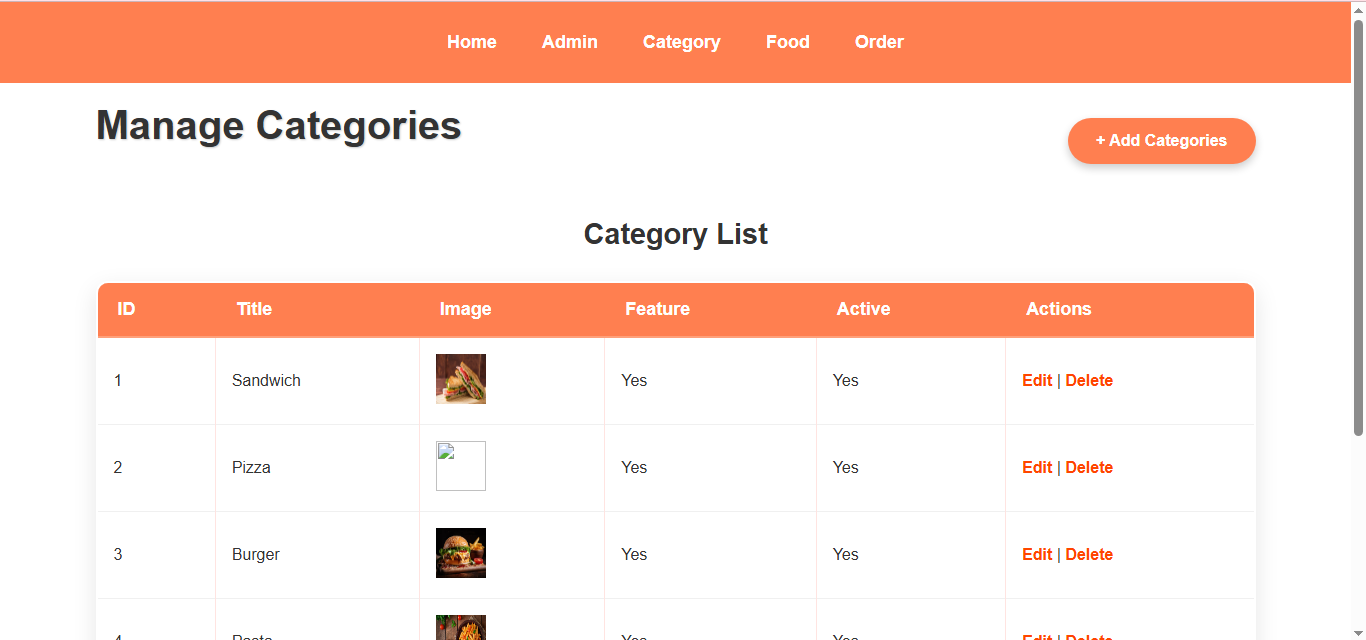 Home Admin Category Food Order
Manage Categories
+ Add Categories
Category List
ID Title Image Feature Active Actions
1 Sandwich Yes Yes Edit | Delete
2 Pizza Yes Yes Edit | Delete
3 Burger Yes Yes Edit | Delete
4 Pasta Yes Yes Edit | Delete